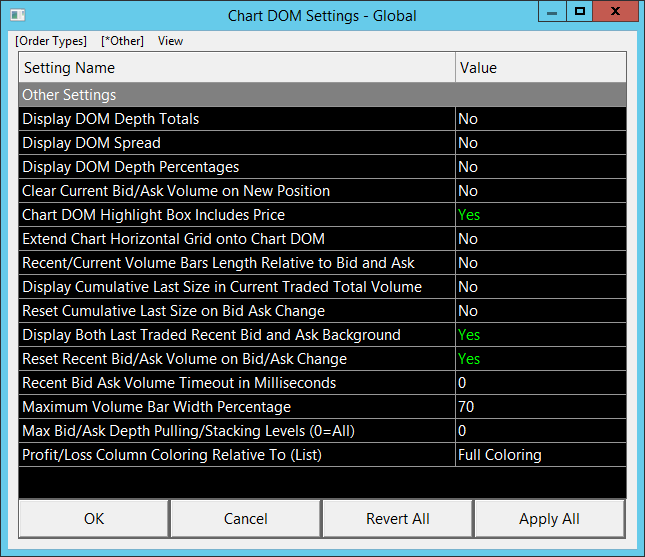 Chart DOM Settings - Global
[Order Types] [*Other] View
Setting Name Value
Other Settings
Display DOM Depth Totals No
Display DOM Spread No
Display DOM Depth Percentages No
Clear Current Bid/Ask Volume on New Position No
Chart DOM Highlight Box Includes Price Yes
Extend Chart Horizontal Grid onto Chart DOM No
Recent/Current Volume Bars Length Relative to Bid and Ask No
Display Cumulative Last Size in Current Traded Total Volume No
Reset Cumulative Last Size on Bid Ask Change No
Display Both Last Traded Recent Bid and Ask Background Yes
Reset Recent Bid/Ask Volume on Bid/Ask Change Yes
Recent Bid Ask Volume Timeout in Milliseconds 0
Maximum Volume Bar Width Percentage 70
Max Bid/Ask Depth Pulling/Stacking Levels (0=All) 0
Profit/Loss Column Coloring Relative To (List) Full Coloring
OK Cancel Revert All Apply All